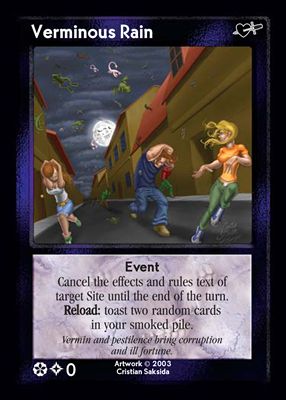 Verminous Rain
Event
Cancel the effects and rules text of
target Site until the end of the turn.
Reload: toast two random cards
in your smoked pile.
Vermin and pestilence bring corruption
and ill fortune.
0
Artwork © 2003
Cristian Saksida